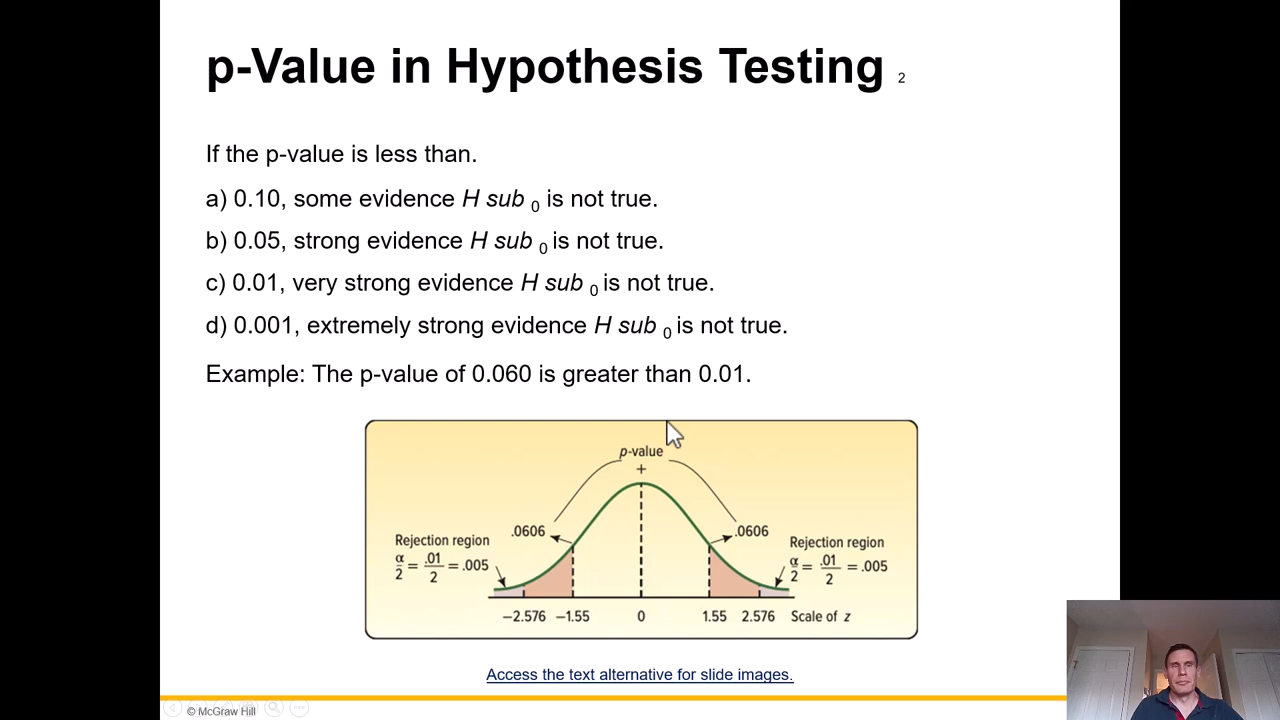 p-Value in Hypothesis Testing 2
If the p-value is less than.
a) 0.10, some evidence H sub 0 is not true.
b) 0.05, strong evidence H sub 0 is not true.
c) 0.01, very strong evidence H sub 0 is not true.
d) 0.001, extremely strong evidence H sub 0 is not true.
Example: The p-value of 0.060 is greater than 0.01.
p-value
+
.0606
.0606
Rejection region
α/2 = .01/2 = .005
Rejection region
α/2 = .01/2 = .005
−2.576 −1.55 0 1.55 2.576 Scale of z
Access the text alternative for slide images.
© McGraw Hill